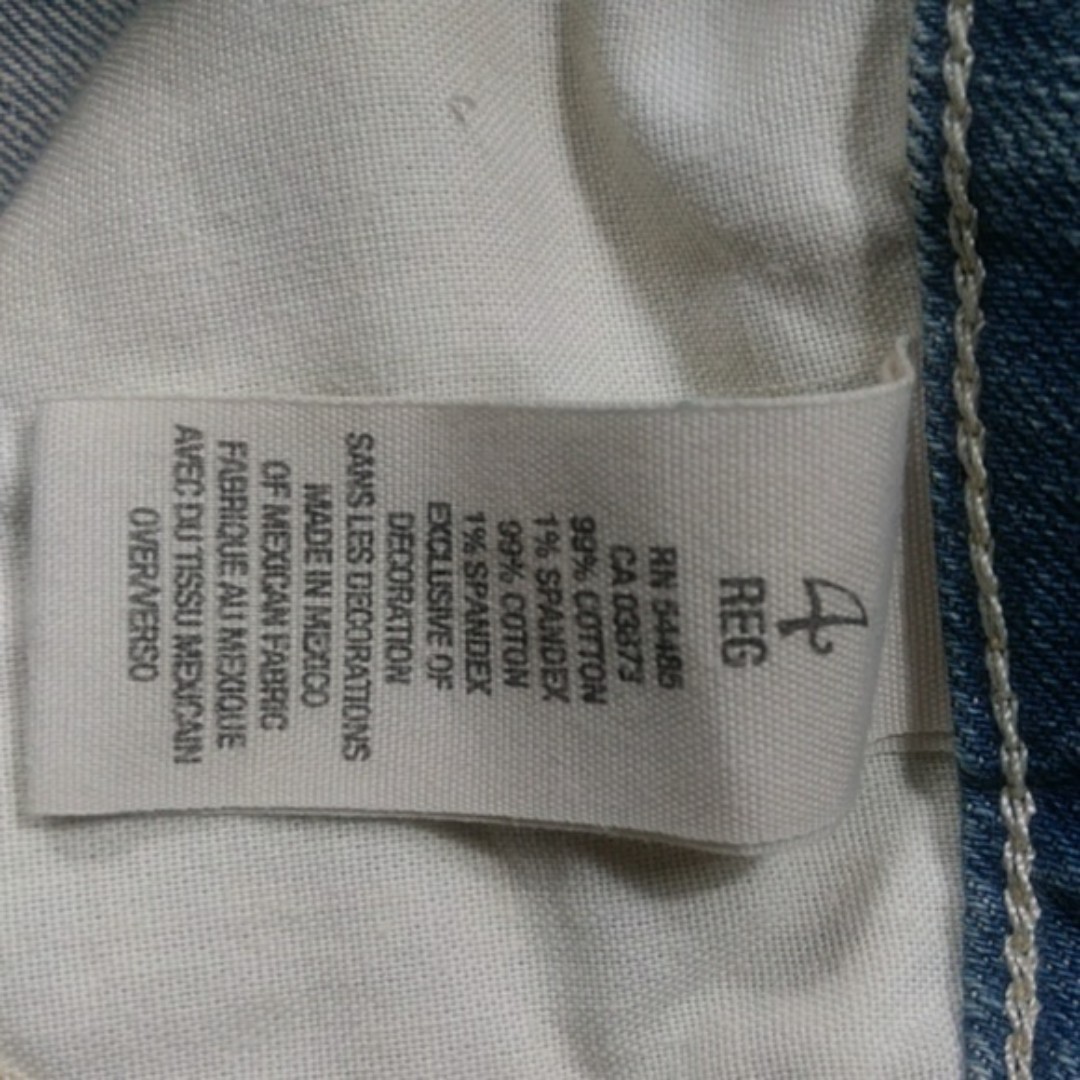 4
REG
RN 54485
CA 03673
99% COTTON
1% SPANDEX
99% COTON
1% SPANDEX
EXCLUSIVE OF
DECORATION
SANS LES DECORATIONS
MADE IN MEXICO
OF MEXICAN FABRIC
FABRIQUE AU MEXIQUE
AVEC DU TISSU MEXICAIN
OVER/VERSO